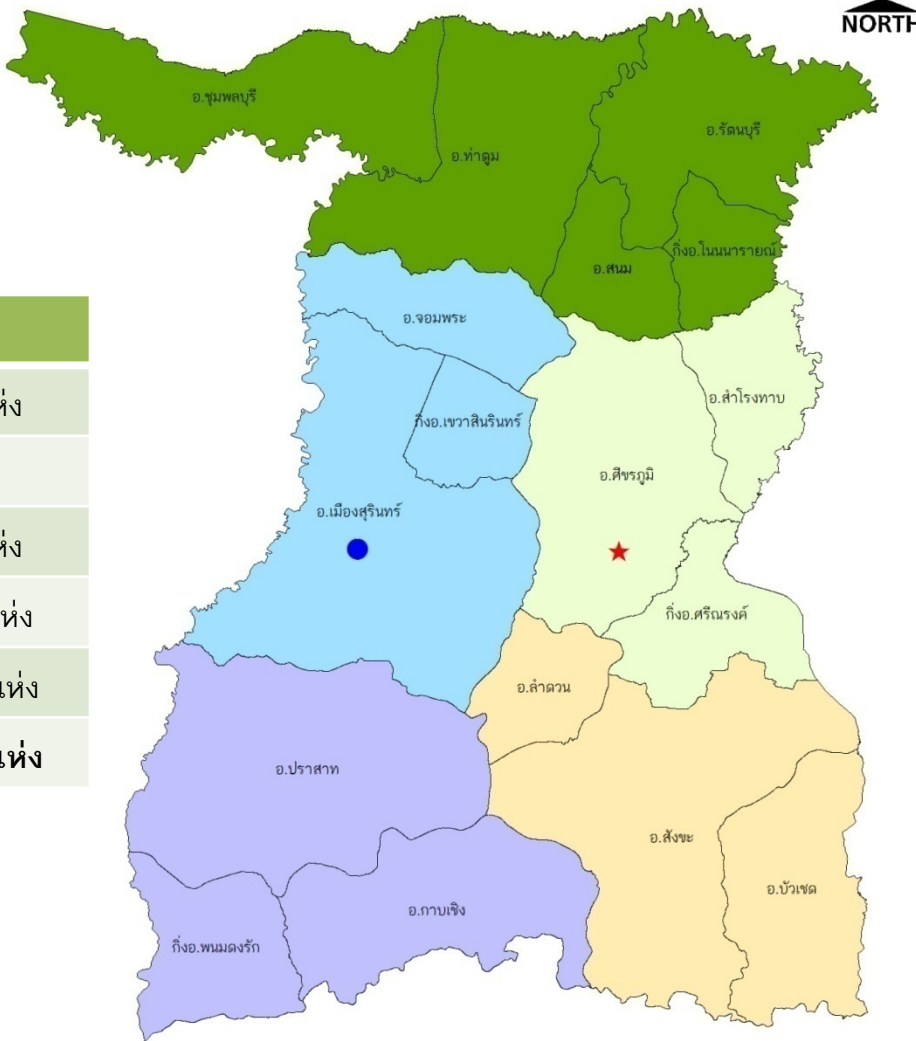 NORTH
อ.ชุมพลบุรี
อ.รัตนบุรี
อ.ท่าตูม
กิ่งอ.โนนนารายณ์
อ.สนม
อ.จอมพระ
อ.สำโรงทาบ
กิ่งอ.เขวาสินรินทร์
อ.ศีขรภูมิ
อ.เมืองสุรินทร์
กิ่งอ.ศรีณรงค์
อ.ลำดวน
อ.ปราสาท
อ.สังขะ
อ.บัวเชด
อ.กาบเชิง
กิ่งอ.พนมดงรัก